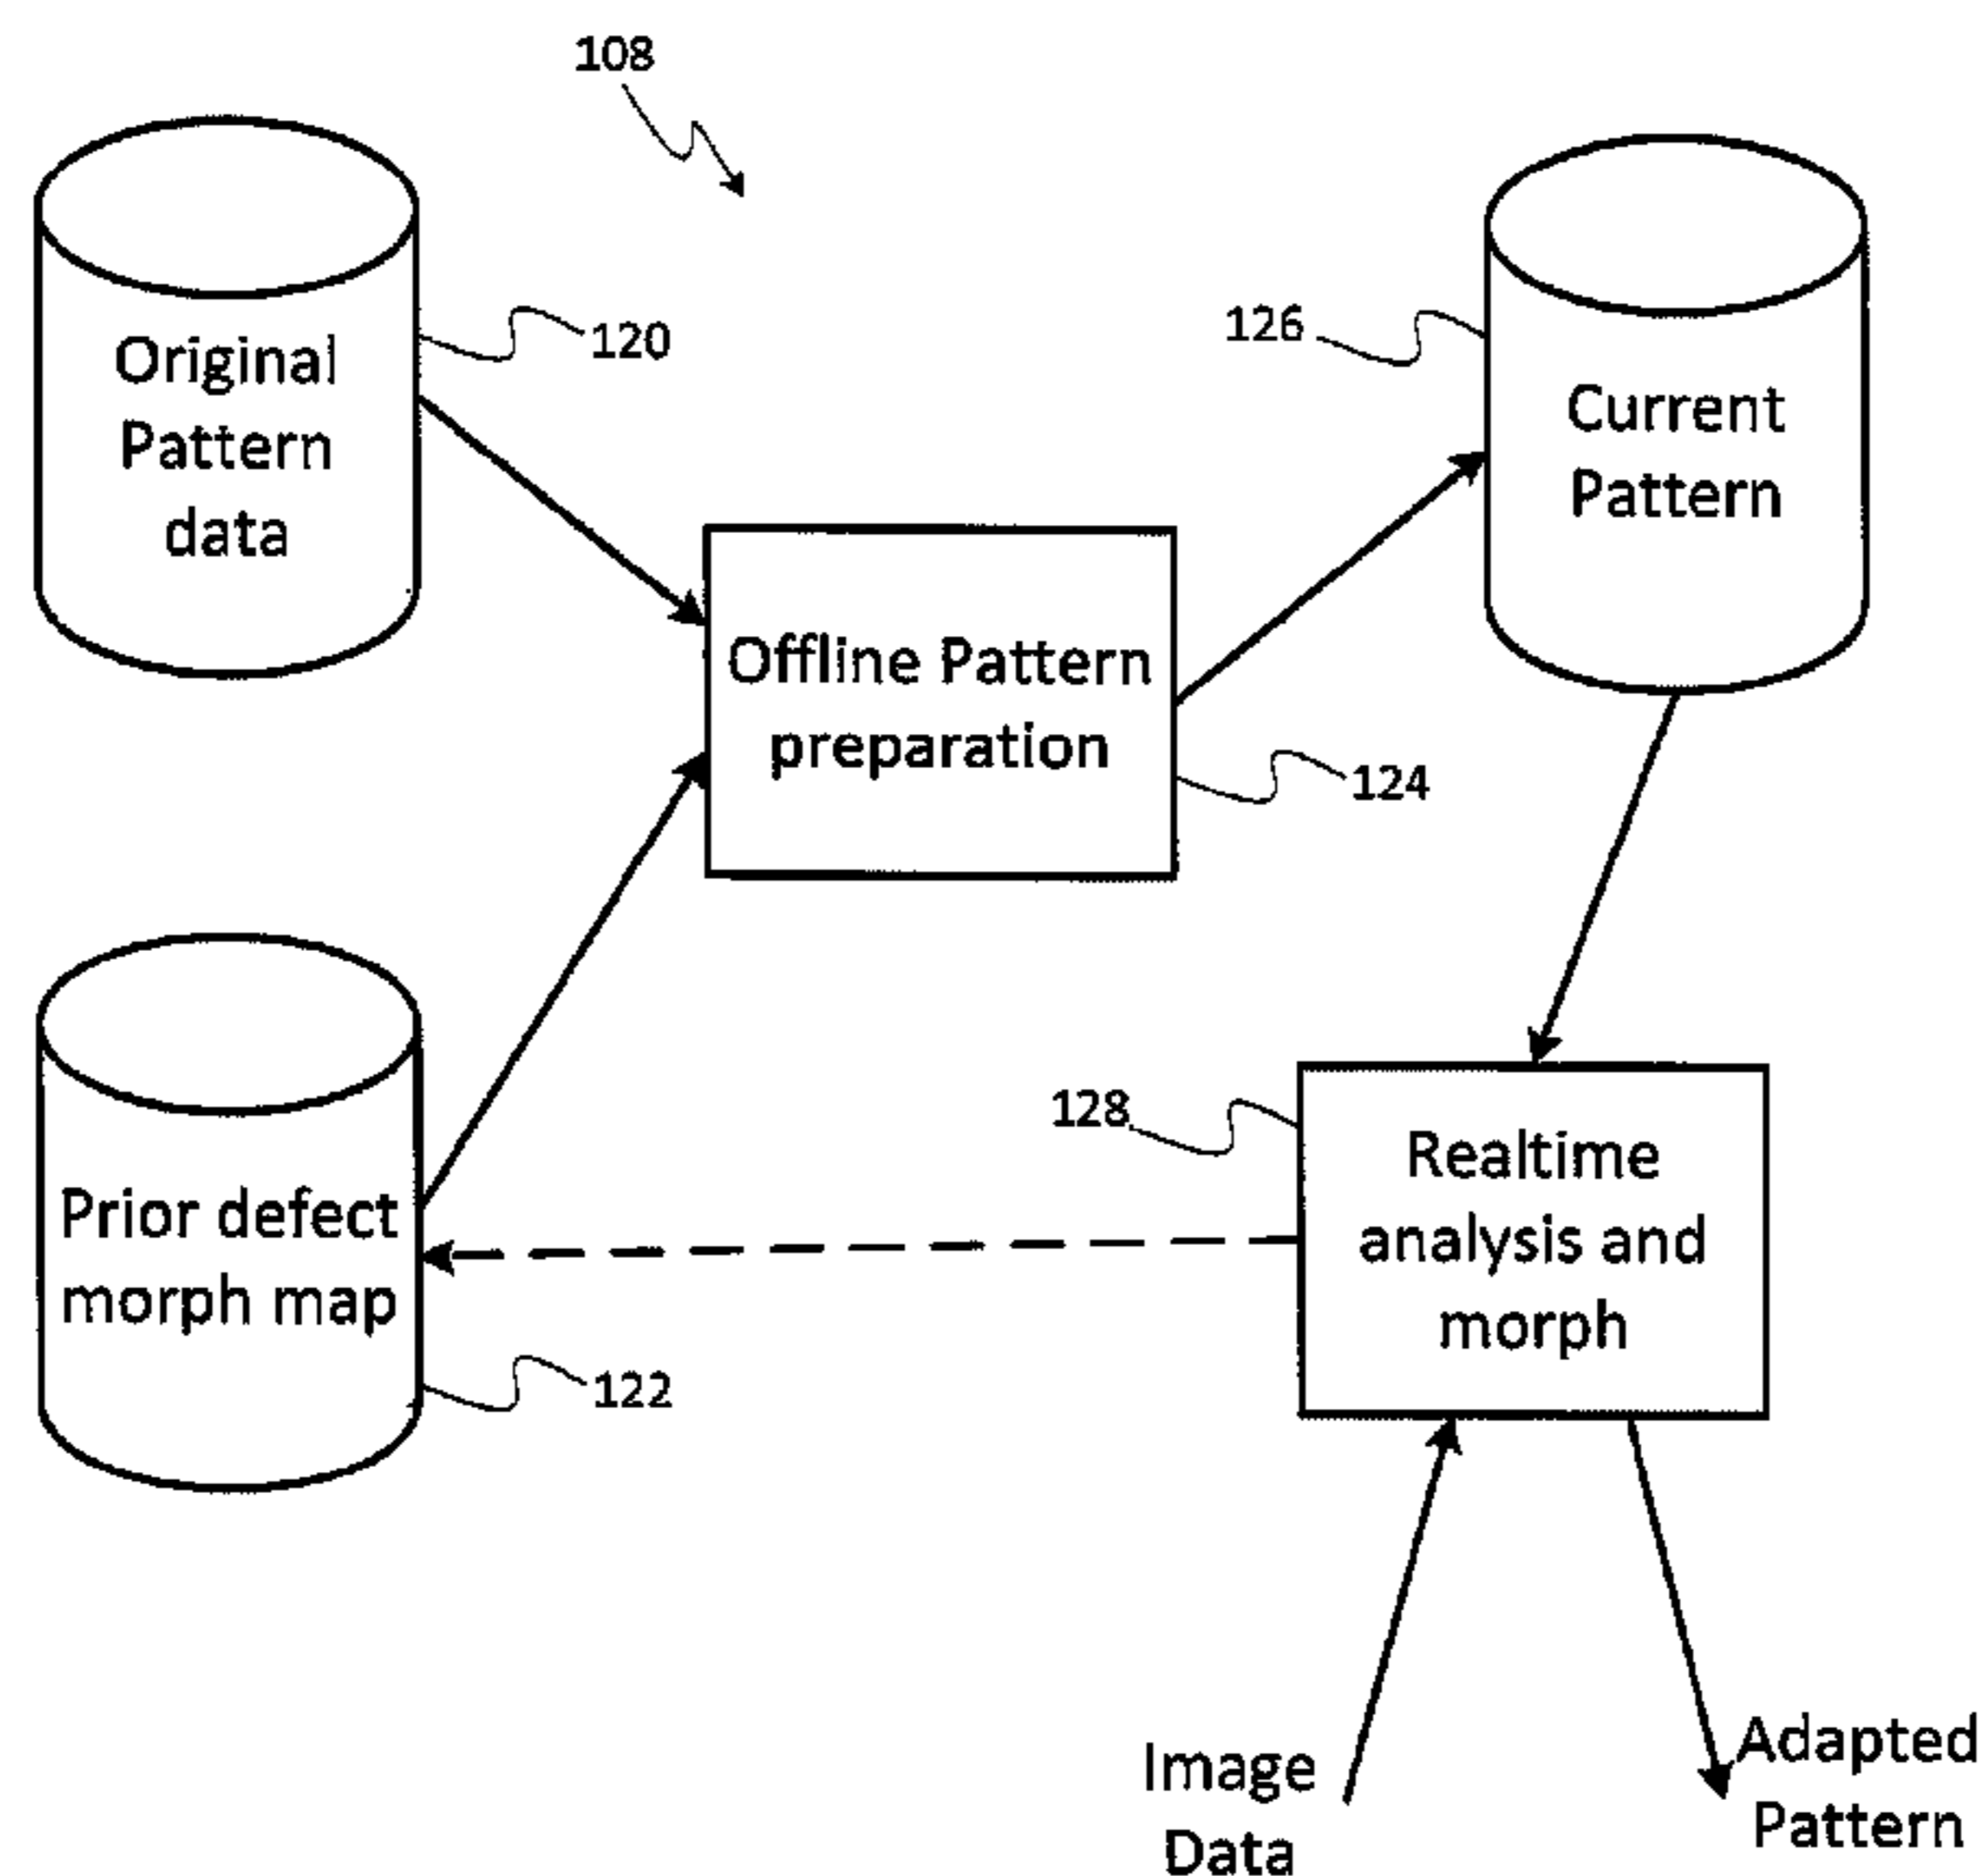 108
Original
Pattern
data
120
126
Current
Pattern
Offline Pattern
preparation
124
Prior defect
morph map
122
128
Realtime
analysis and
morph
Image
Data
Adapted
Pattern